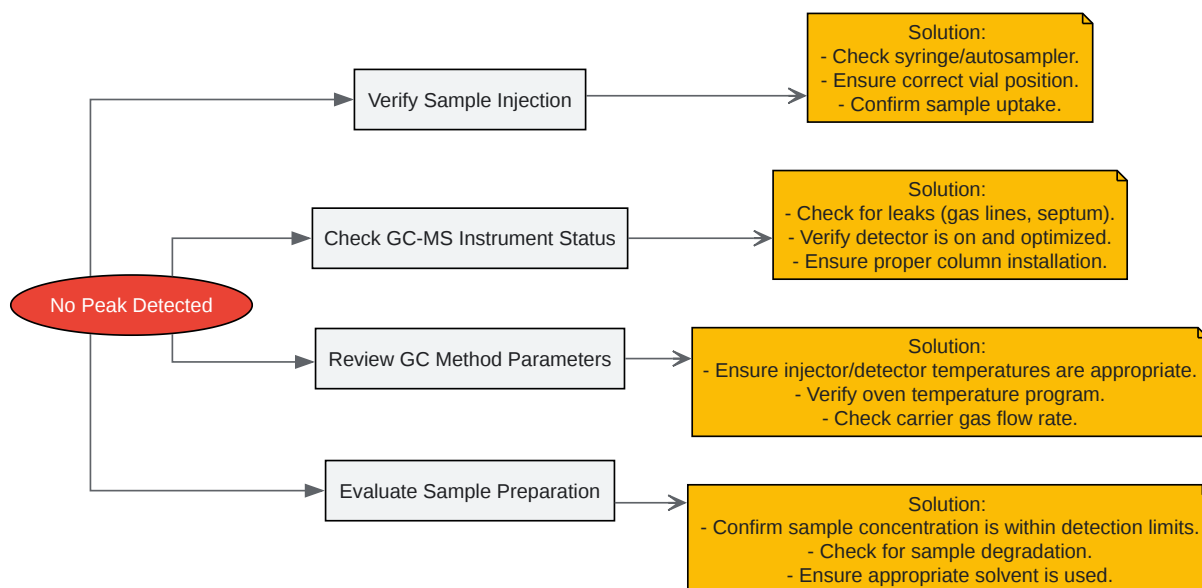 No Peak Detected
Verify Sample Injection
Solution:
- Check syringe/autosampler.
- Ensure correct vial position.
- Confirm sample uptake.
Check GC-MS Instrument Status
Solution:
- Check for leaks (gas lines, septum).
- Verify detector is on and optimized.
- Ensure proper column installation.
Review GC Method Parameters
Solution:
- Ensure injector/detector temperatures are appropriate.
- Verify oven temperature program.
- Check carrier gas flow rate.
Evaluate Sample Preparation
Solution:
- Confirm sample concentration is within detection limits.
- Check for sample degradation.
- Ensure appropriate solvent is used.